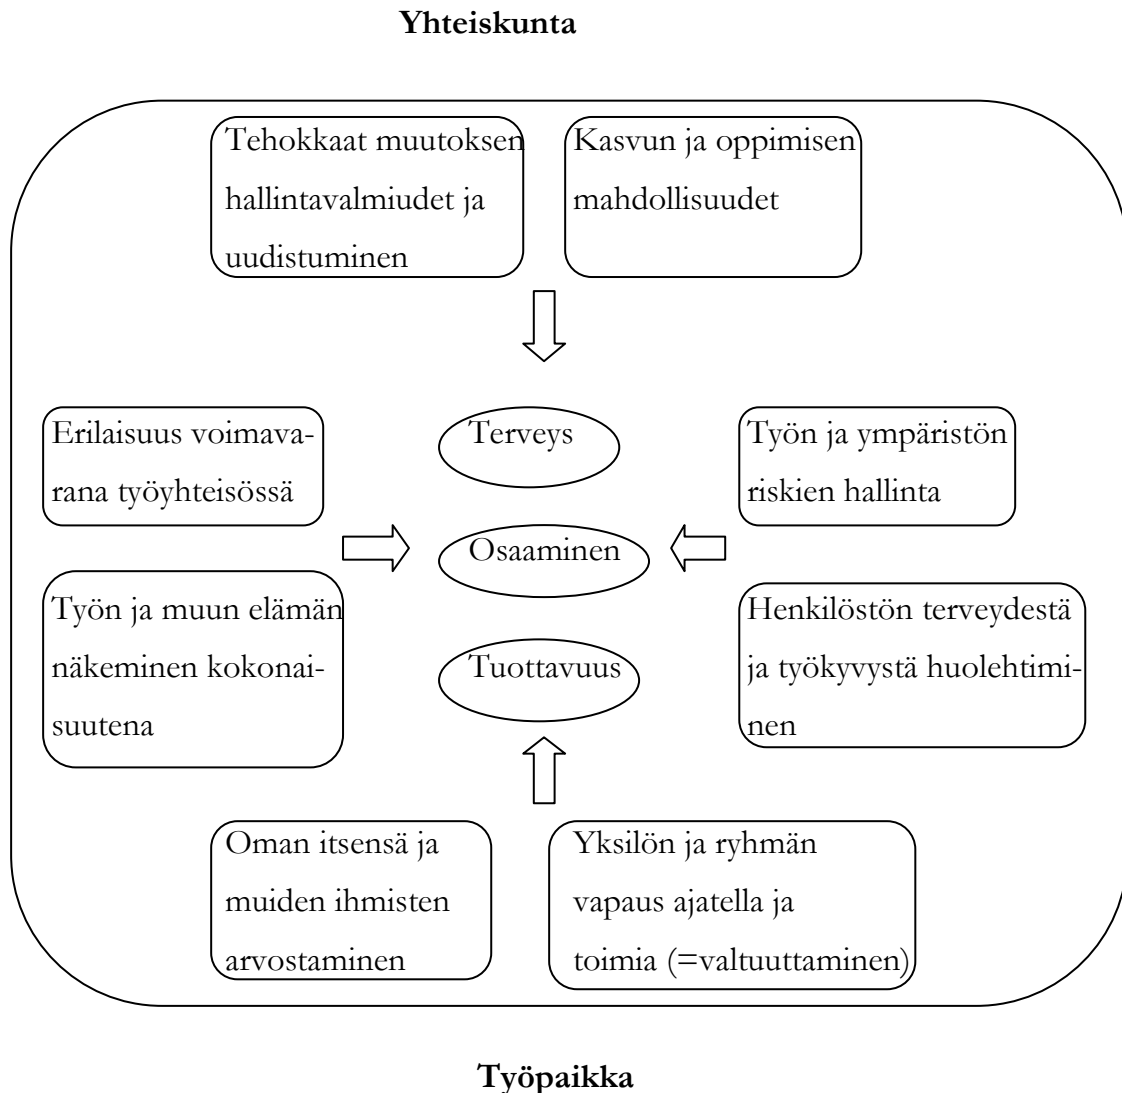 Yhteiskunta
Tehokkaat muutoksen
hallintavalmiudet ja
uudistuminen
Kasvun ja oppimisen
mahdollisuudet
Erilaisuus voimava-
rana työyhteisössä
Terveys
Työn ja ympäristön
riskien hallinta
Osaaminen
Työn ja muun elämän
näkeminen kokonai-
suutena
Tuottavuus
Henkilöstön terveydestä
ja työkyvystä huolehtimi-
nen
Oman itsensä ja
muiden ihmisten
arvostaminen
Yksilön ja ryhmän
vapaus ajatella ja
toimia (=valtuuttaminen)
Työpaikka